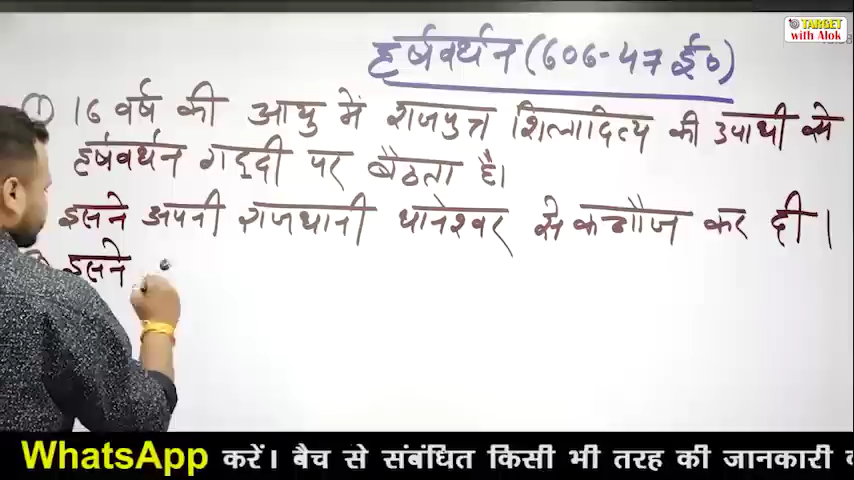 TARGET
with Alok
हर्षवर्धन (606-47 ई०)
① 16 वर्ष की आयु में राजपुत्र शिलादित्य की उपाधी से
हर्षवर्धन गद्दी पर बैठता है।
इसने अपनी राजधानी थानेश्वर से कन्नौज कर दी।
इसने
WhatsApp करें। बैच से संबंधित किसी भी तरह की जानकारी